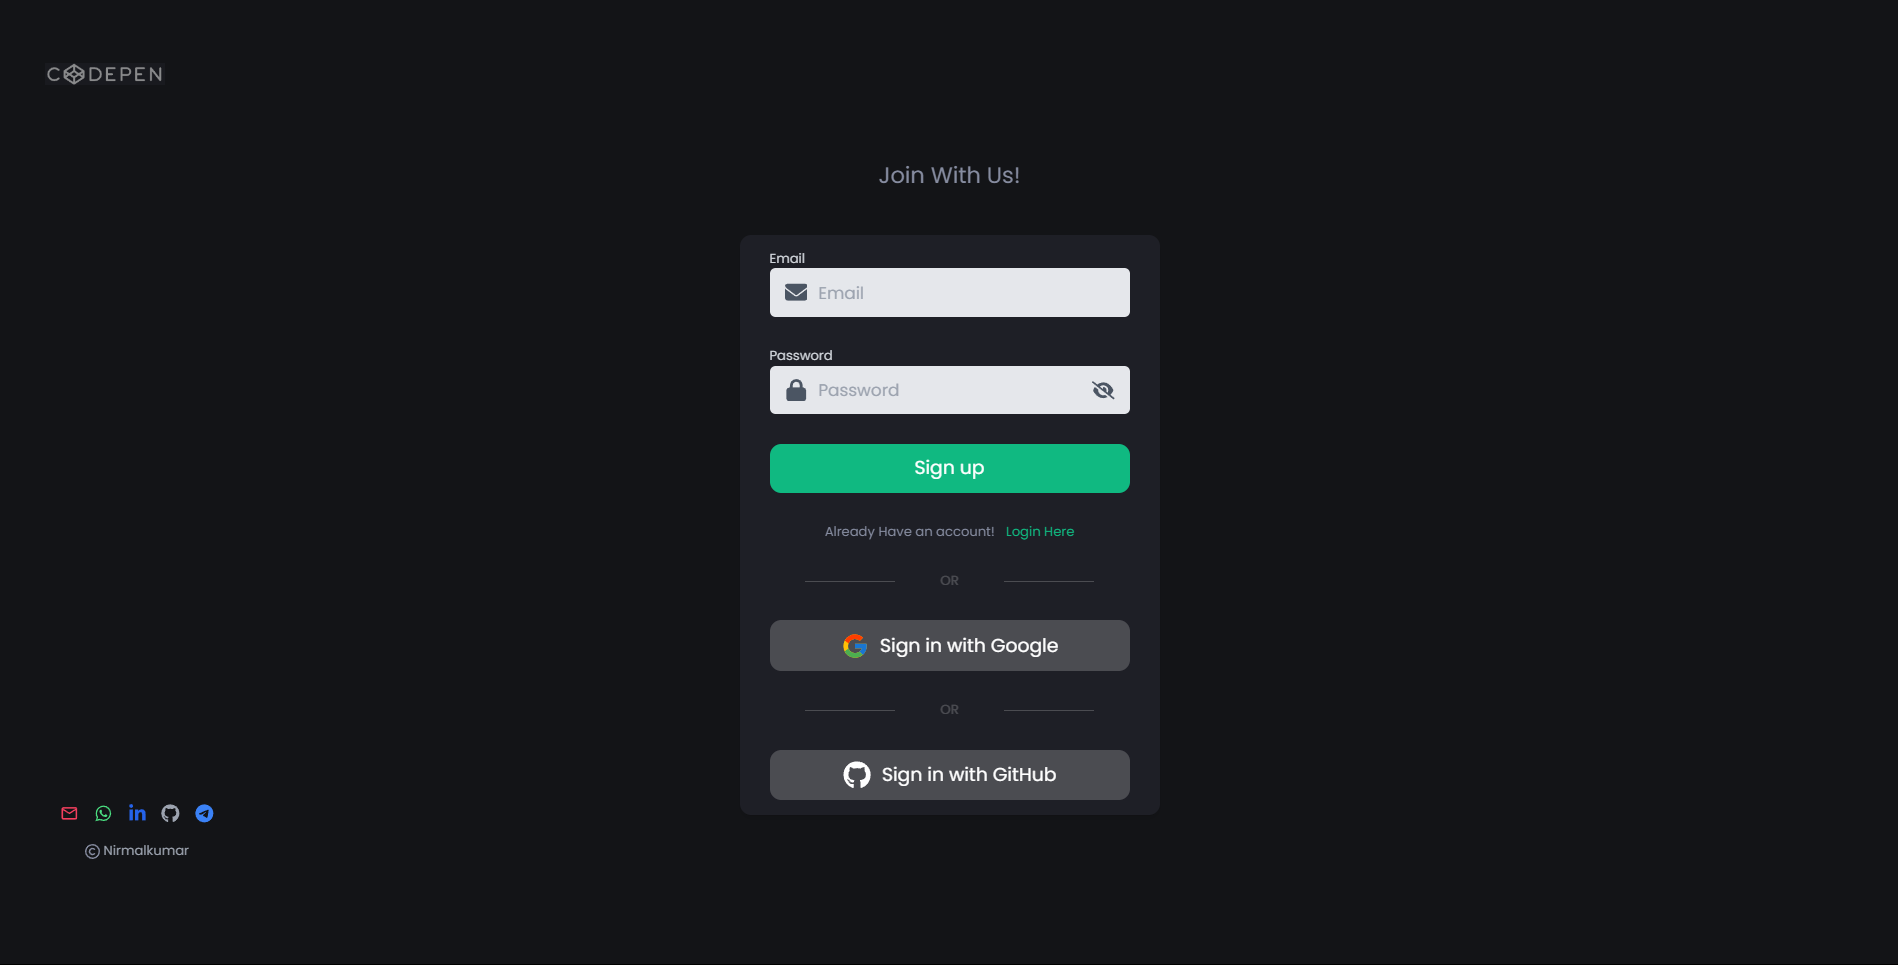 CODEPEN
Join With Us!
Email
Email
Password
Password
Sign up
Already Have an account! Login Here
OR
Sign in with Google
OR
Sign in with GitHub
© Nirmalkumar